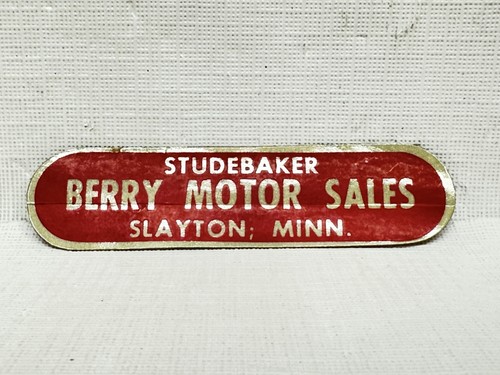 STUDEBAKER
BERRY MOTOR SALES
SLAYTON; MINN.